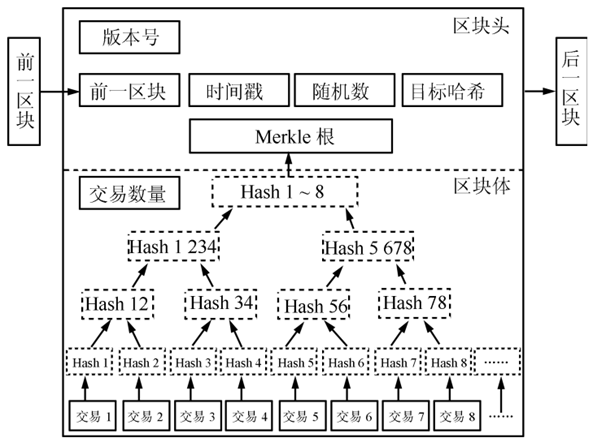 区块头
版本号
前一区块
前一区块
时间戳
随机数
目标哈希
后一区块
Merkle 根
区块体
交易数量
Hash 1 ~ 8
Hash 1 234
Hash 5 678
Hash 12
Hash 34
Hash 56
Hash 78
Hash 1
Hash 2
Hash 3
Hash 4
Hash 5
Hash 6
Hash 7
Hash 8
……
交易 1
交易 2
交易 3
交易 4
交易 5
交易 6
交易 7
交易 8
……